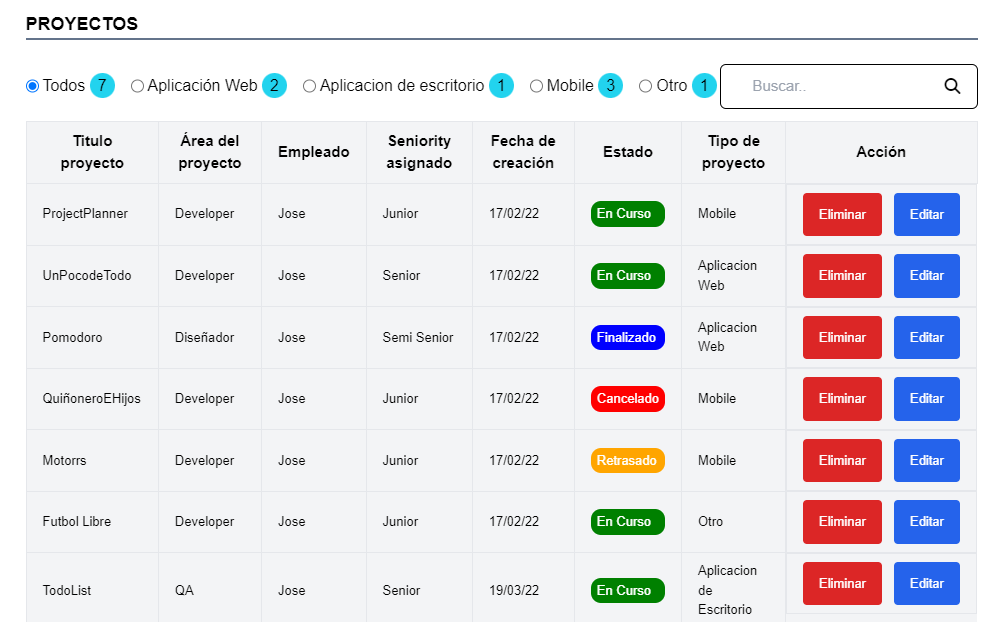 PROYECTOS
Todos 7 Aplicación Web 2 Aplicacion de escritorio 1 Mobile 3 Otro 1 Buscar..
Titulo proyecto Área del proyecto Empleado Seniority asignado Fecha de creación Estado Tipo de proyecto Acción
ProjectPlanner Developer Jose Junior 17/02/22 En Curso Mobile Eliminar Editar
UnPocodeTodo Developer Jose Senior 17/02/22 En Curso Aplicacion Web Eliminar Editar
Pomodoro Diseñador Jose Semi Senior 17/02/22 Finalizado Aplicacion Web Eliminar Editar
QuiñoneroEHijos Developer Jose Junior 17/02/22 Cancelado Mobile Eliminar Editar
Motorrs Developer Jose Junior 17/02/22 Retrasado Mobile Eliminar Editar
Futbol Libre Developer Jose Junior 17/02/22 En Curso Otro Eliminar Editar
TodoList QA Jose Senior 19/03/22 En Curso Aplicacion de Escritorio Eliminar Editar